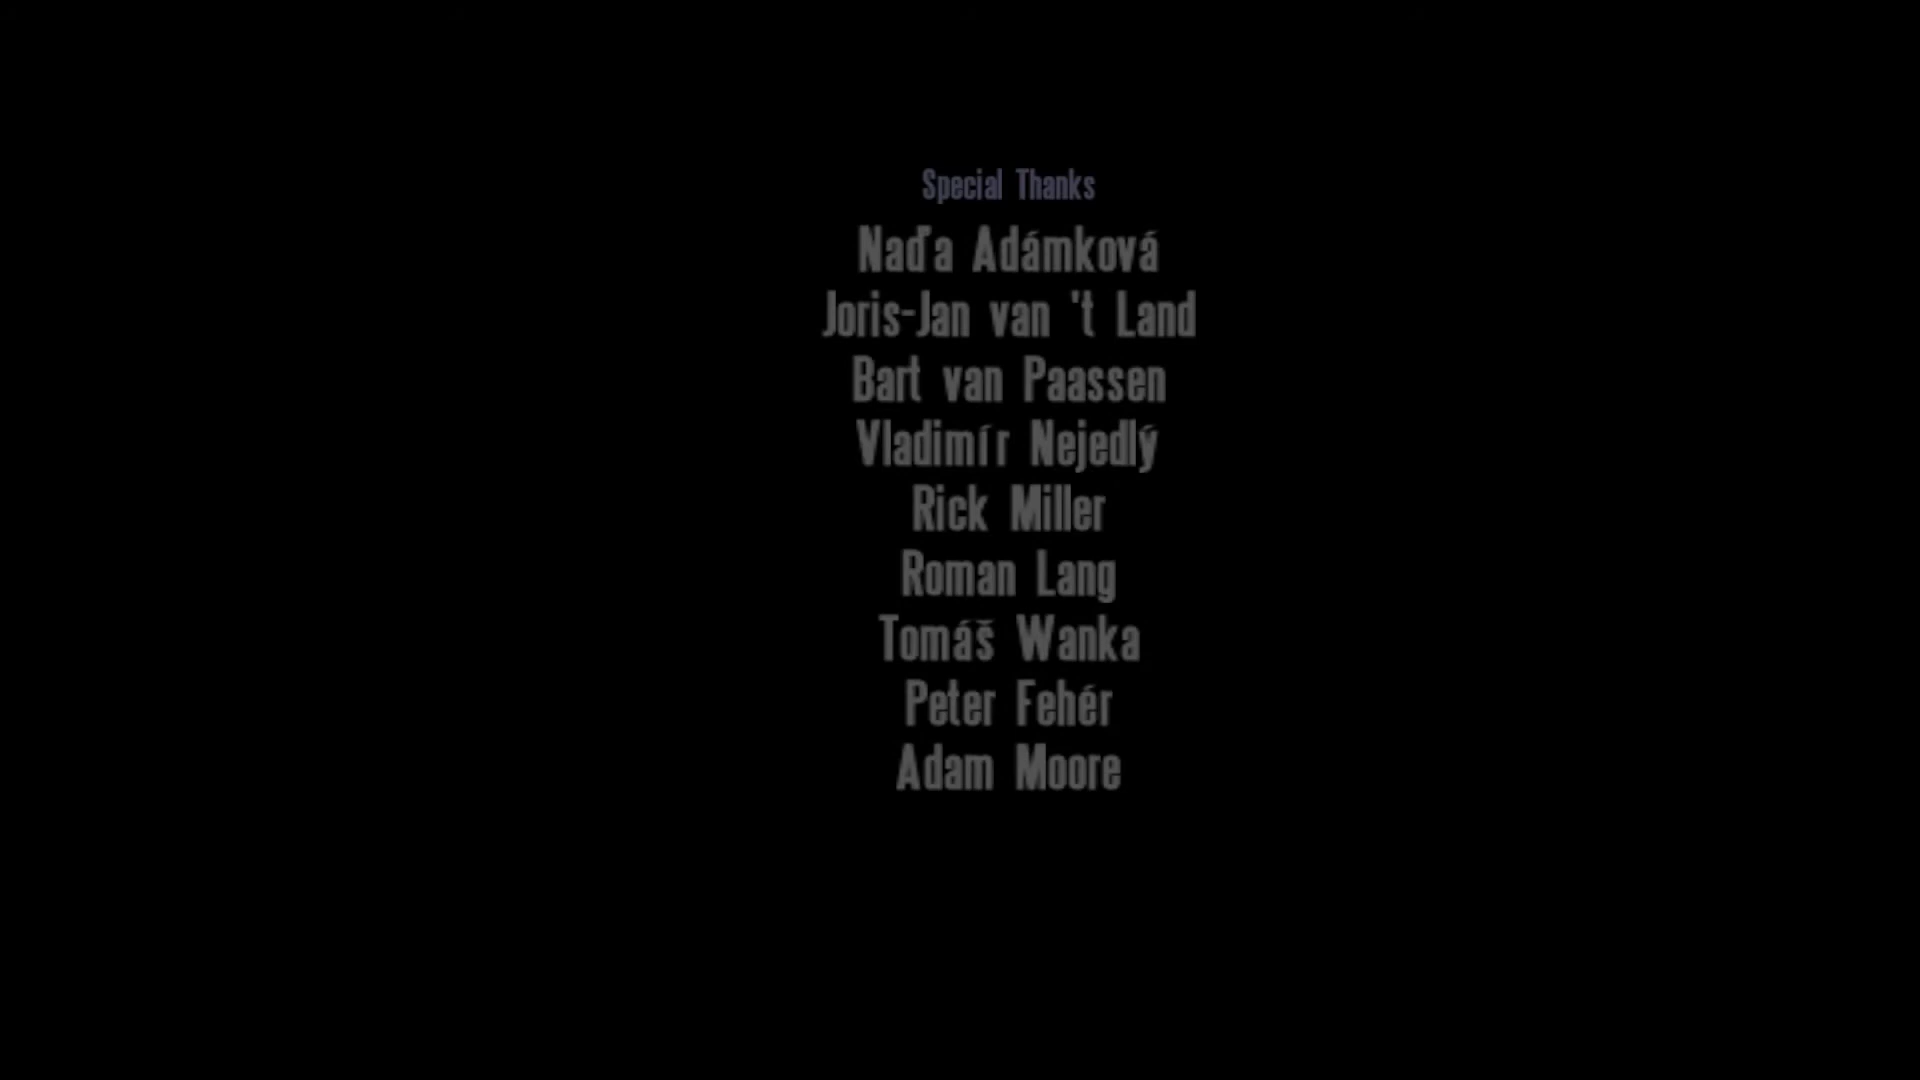 Special Thanks
Naďa Adámková
Joris-Jan van 't Land
Bart van Paassen
Vladimír Nejedlý
Rick Miller
Roman Lang
Tomáš Wanka
Peter Fehér
Adam Moore